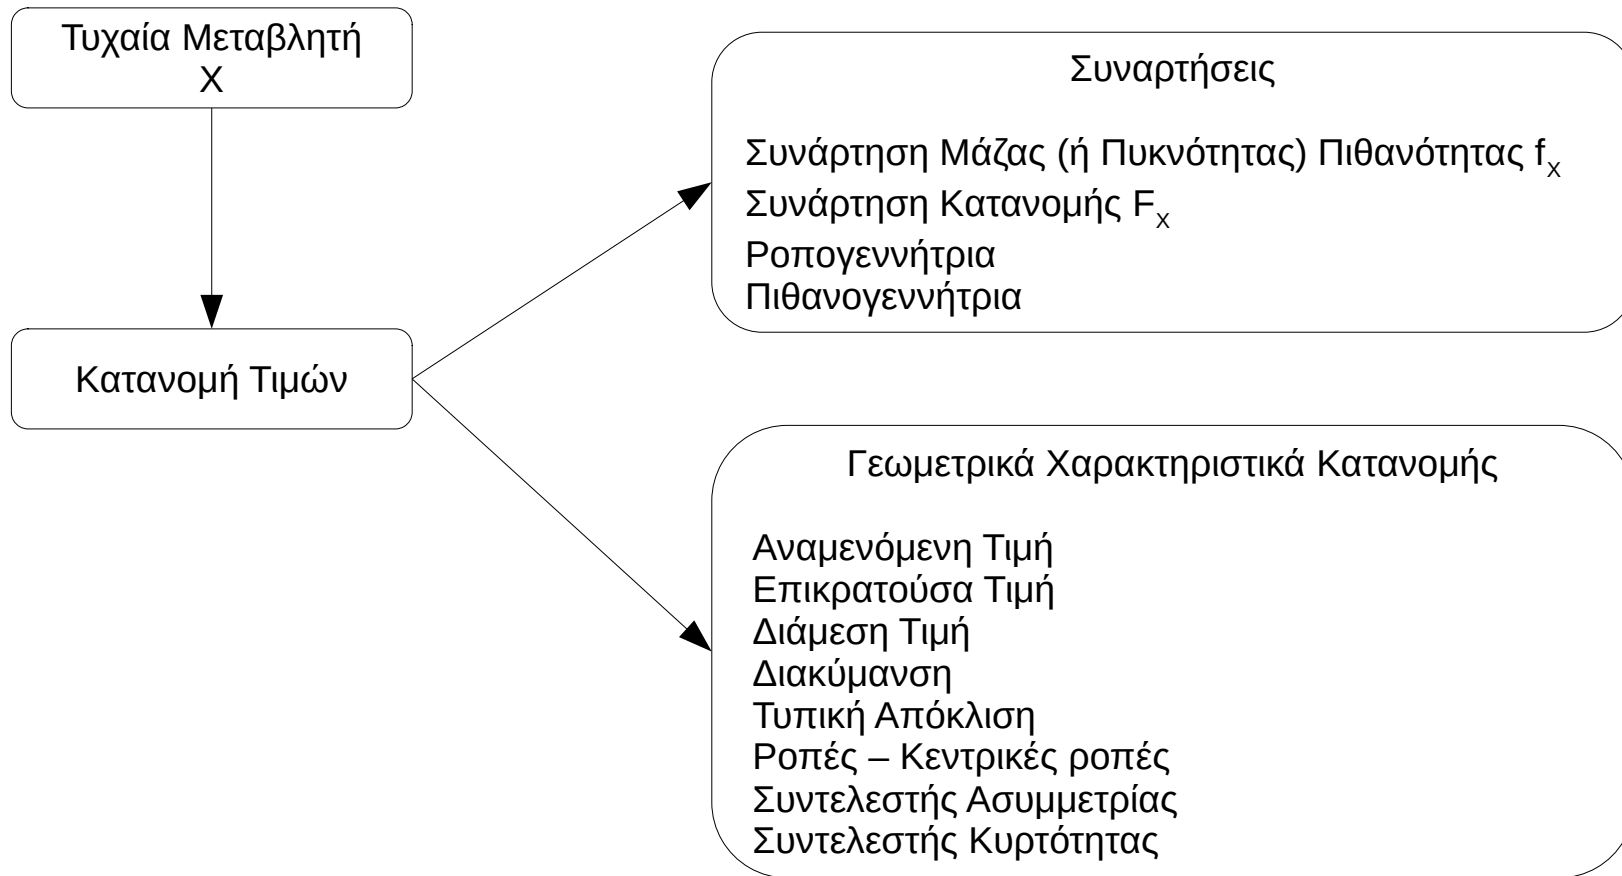 Τυχαία Μεταβλητή
X
Κατανομή Τιμών
Συναρτήσεις
Συνάρτηση Μάζας (ή Πυκνότητας) Πιθανότητας f_X
Συνάρτηση Κατανομής F_X
Ροπογεννήτρια
Πιθανογεννήτρια
Γεωμετρικά Χαρακτηριστικά Κατανομής
Αναμενόμενη Τιμή
Επικρατούσα Τιμή
Διάμεση Τιμή
Διακύμανση
Τυπική Απόκλιση
Ροπές – Κεντρικές ροπές
Συντελεστής Ασυμμετρίας
Συντελεστής Κυρτότητας